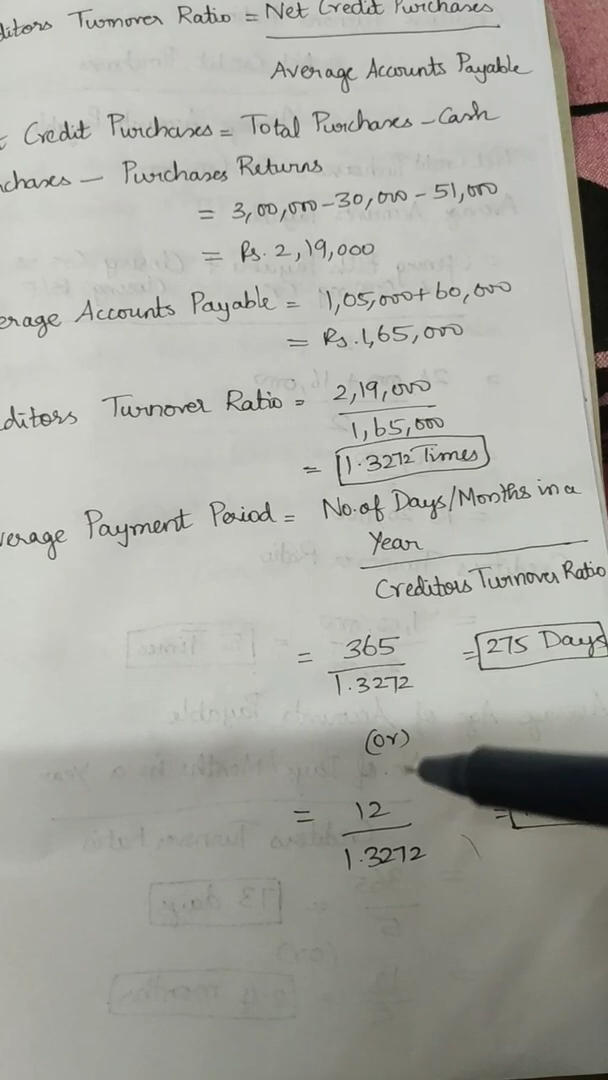 ditors Turnover Ratio = Net Credit Purchases
Average Accounts Payable
t Credit Purchases = Total Purchases - Cash
rchases - Purchases Returns
= 3,00,000 - 30,000 - 51,000
= Rs. 2,19,000
erage Accounts Payable = 1,05,000 + 60,000
= Rs. 1,65,000
ditors Turnover Ratio = 2,19,000
1,65,000
= 1.3272 Times
verage Payment Period = No. of Days/Months in a
Year
Creditors Turnover Ratio
= 365 = 275 Days
1.3272
(or)
= 12 =
1.3272